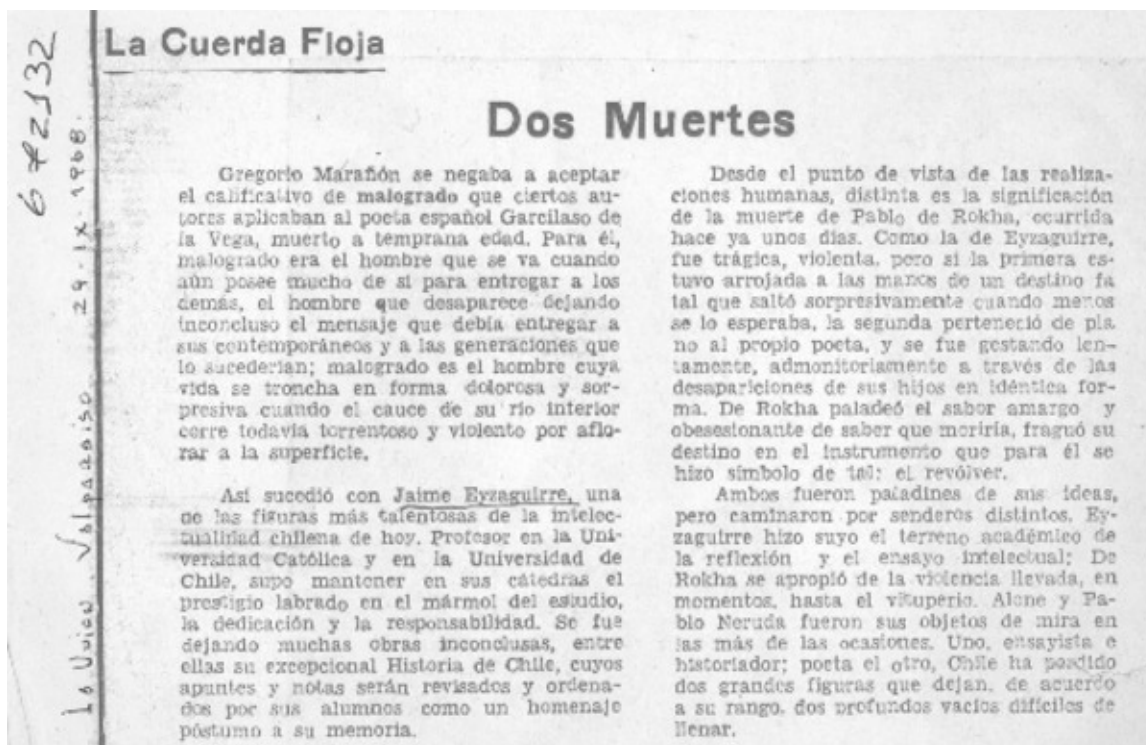 La Cuerda Floja
Dos Muertes
Gregorio Marañón se negaba a aceptar
el calificativo de malogrado que ciertos au-
tores aplicaban al poeta español Garcilaso de
la Vega, muerto a temprana edad. Para él,
malogrado era el hombre que se va cuando
aún posee mucho de si para entregar a los
demás, el hombre que desaparece dejando
inconcluso el mensaje que debía entregar a
sus contemporáneos y a las generaciones que
lo sucederían; malogrado es el hombre cuya
vida se troncha en forma dolorosa y sor-
presiva cuando el cauce de su río interior
corre todavía torrentoso y violento por aflo-
rar a la superficie.
Así sucedió con Jaime Eyzaguirre, una
de las figuras más talentosas de la intelec-
tualidad chilena de hoy. Profesor en la Uni-
versidad Católica y en la Universidad de
Chile, supo mantener en sus cátedras el
prestigio labrado en el mármol del estudio,
la dedicación y la responsabilidad. Se fue
dejando muchas obras inconclusas, entre
ellas su excepcional Historia de Chile, cuyos
apuntes y notas serán revisados y ordena-
dos por sus alumnos como un homenaje
póstumo a su memoria.
Desde el punto de vista de las realiza-
ciones humanas, distinta es la significación
de la muerte de Pablo de Rokha, ocurrida
hace ya unos días. Como la de Eyzaguirre,
fue trágica, violenta, pero si la primera es-
tuvo arrojada a las manos de un destino fa
tal que saltó sorpresivamente cuando menos
se lo esperaba, la segunda perteneció de pla
no al propio poeta, y se fue gestando len-
tamente, admonitoriamente a través de las
desapariciones de sus hijos en idéntica for-
ma. De Rokha paladeó el sabor amargo y
obesesionante de saber que moriría, fraguó su
destino en el instrumento que para él se
hizo símbolo de tal: el revólver.
Ambos fueron paladines de sus ideas,
pero caminaron por senderos distintos. Ey-
zaguirre hizo suyo el terreno académico de
la reflexión y el ensayo intelectual; De
Rokha se apropió de la violencia llevada, en
momentos, hasta el vituperio. Alone y Pa-
blo Neruda fueron sus objetos de mira en
las más de las ocasiones. Uno, ensayista e
historiador; poeta el otro, Chile ha perdido
dos grandes figuras que dejan, de acuerdo
a su rango, dos profundos vacíos difíciles de
llenar.
La Union. Valparaiso 29. IX. 1968.
672132